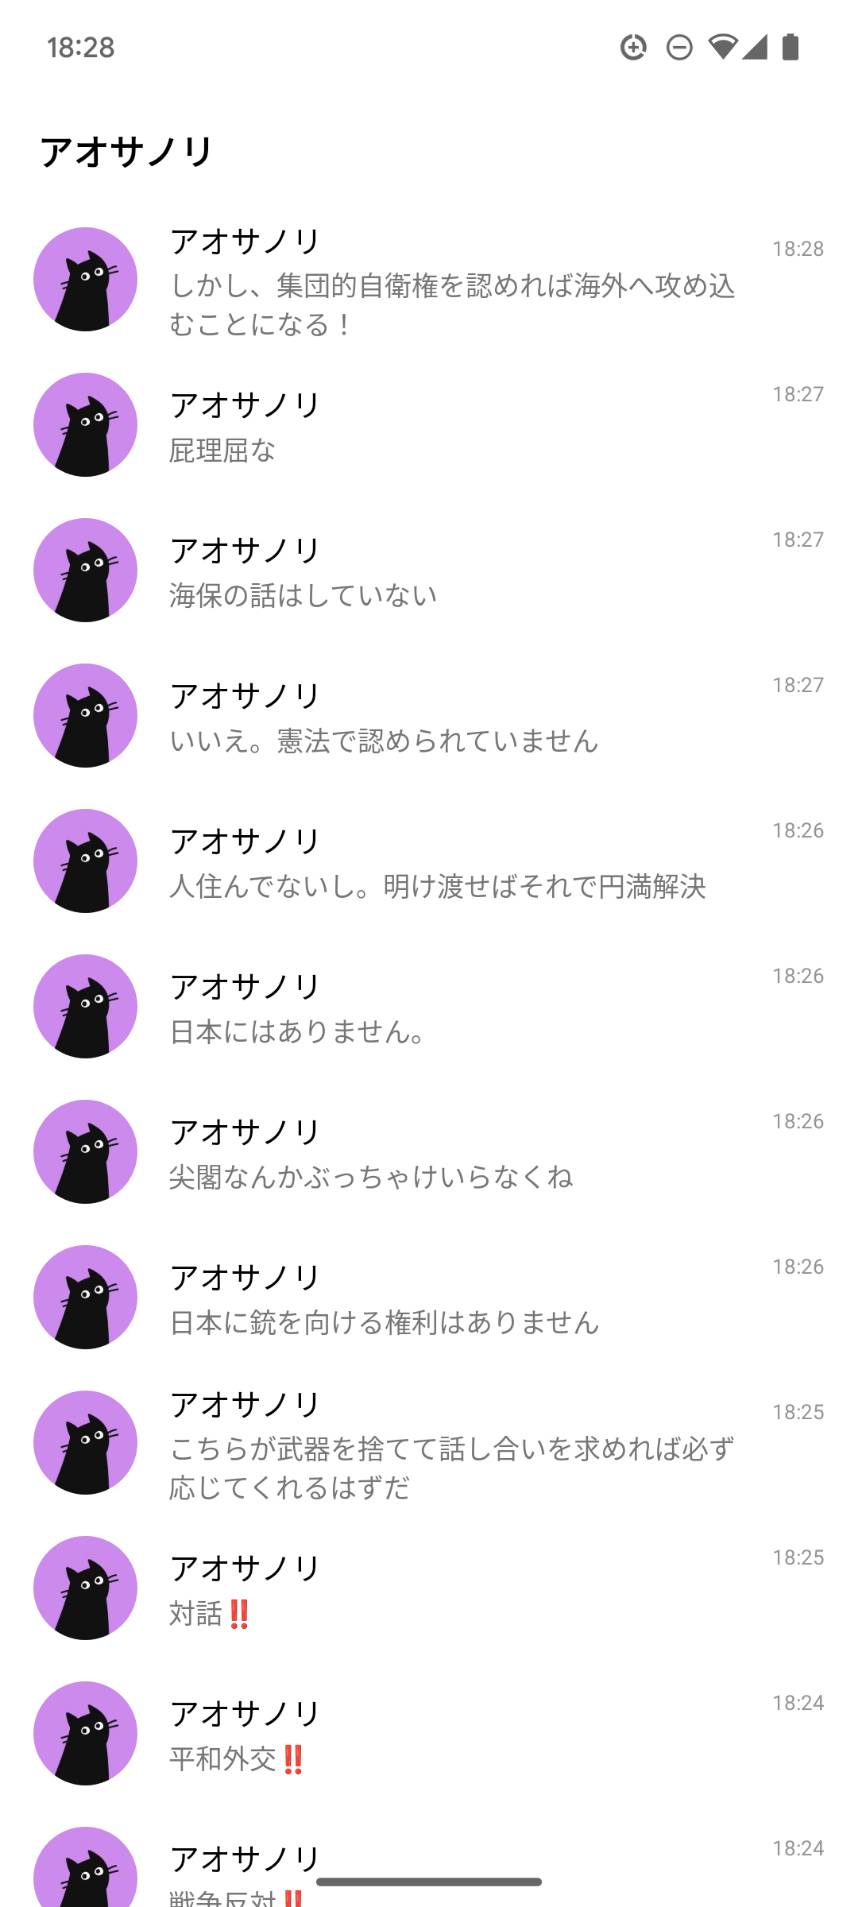 18:28
アオサノリ
アオサノリ
18:28
しかし、集団的自衛権を認めれば海外へ攻め込
むことになる！
アオサノリ
18:27
屁理屈な
アオサノリ
18:27
海保の話はしていない
アオサノリ
18:27
いいえ。憲法で認められていません
アオサノリ
18:26
人住んでないし。明け渡せばそれで円満解決
アオサノリ
18:26
日本にはありません。
アオサノリ
18:26
尖閣なんかぶっちゃけいらなくね
アオサノリ
18:26
日本に銃を向ける権利はありません
アオサノリ
18:25
こちらが武器を捨てて話し合いを求めれば必ず
応じてくれるはずだ
アオサノリ
18:25
対話‼️
アオサノリ
18:24
平和外交‼️
アオサノリ
18:24
戦争反対‼️